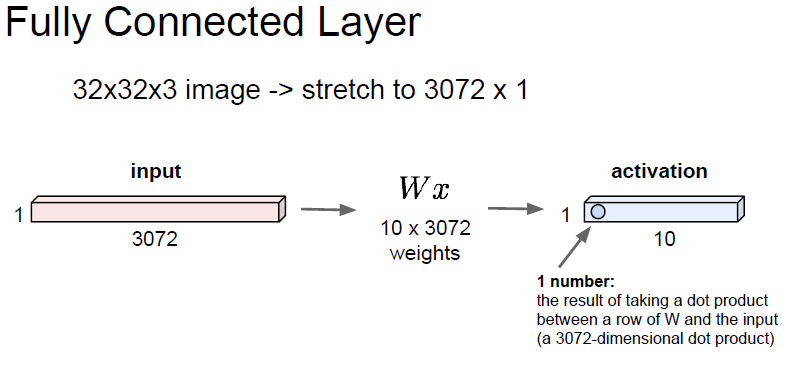 Fully Connected Layer
32x32x3 image -> stretch to 3072 x 1
input
1
3072
Wx
10 x 3072
weights
activation
1
10
1 number:
the result of taking a dot product
between a row of W and the input
(a 3072-dimensional dot product)